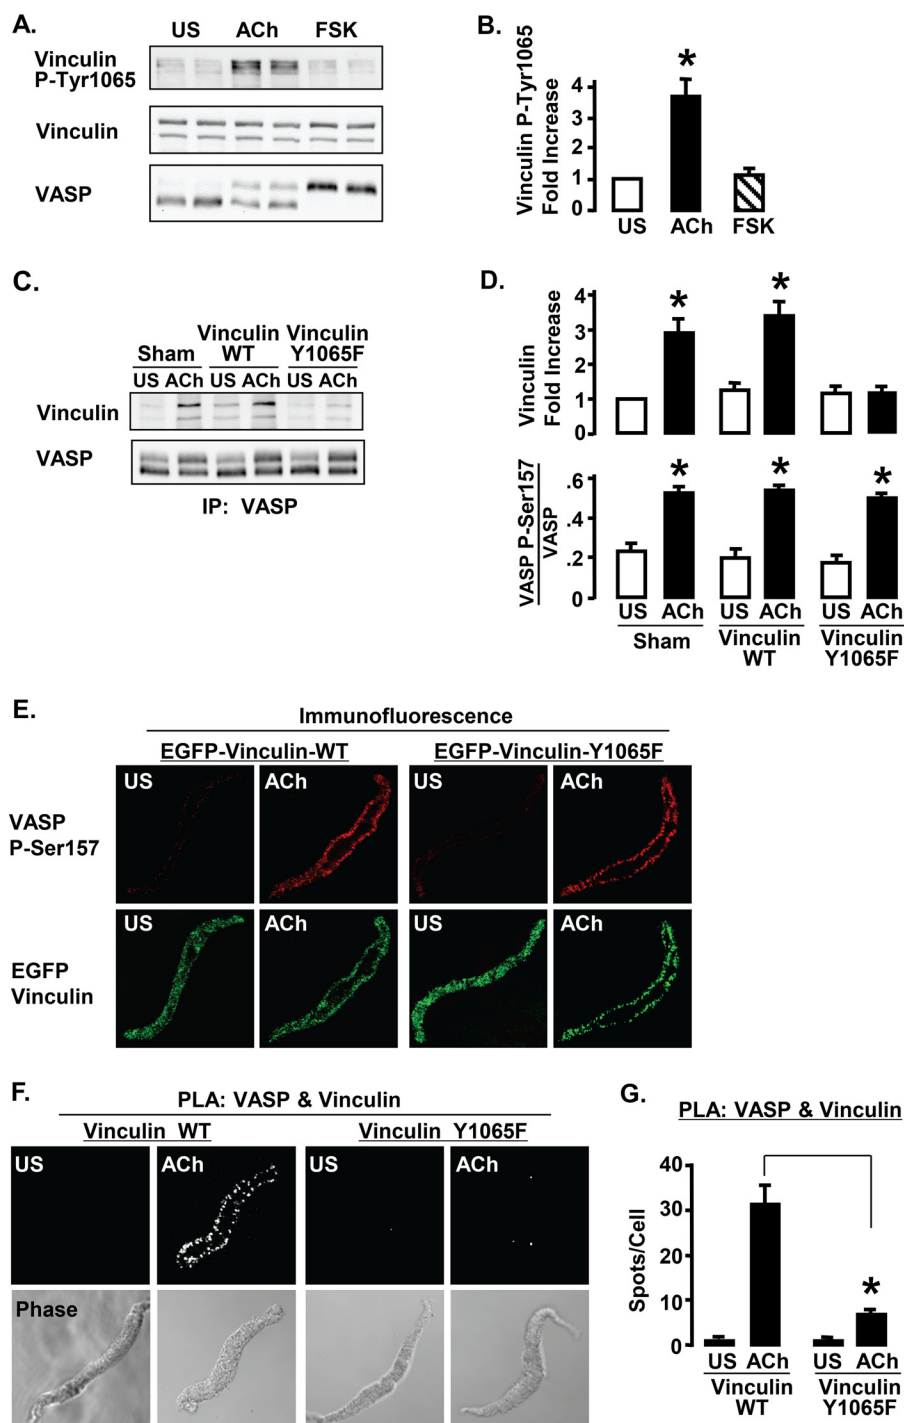 A.
US ACh FSK
Vinculin
P-Tyr1065
Vinculin
VASP
B.
Vinculin P-Tyr1065
Fold Increase
4
3
2
1
0
*
US ACh FSK
C.
Sham
Vinculin
WT
Vinculin
Y1065F
US ACh US ACh US ACh
Vinculin
VASP
IP: VASP
D.
Vinculin
Fold Increase
4
3
2
1
0
* *
VASP P-Ser157
VASP
.6
.4
.2
0
* * *
US ACh US ACh US ACh
Sham
Vinculin
WT
Vinculin
Y1065F
E.
Immunofluorescence
EGFP-Vinculin-WT EGFP-Vinculin-Y1065F
VASP
P-Ser157
US ACh US ACh
EGFP
Vinculin
US ACh US ACh
F.
PLA: VASP & Vinculin
Vinculin WT Vinculin Y1065F
US ACh US ACh
Phase
G.
PLA: VASP & Vinculin
Spots/Cell
40
30
20
10
0
*
US ACh US ACh
Vinculin
WT
Vinculin
Y1065F